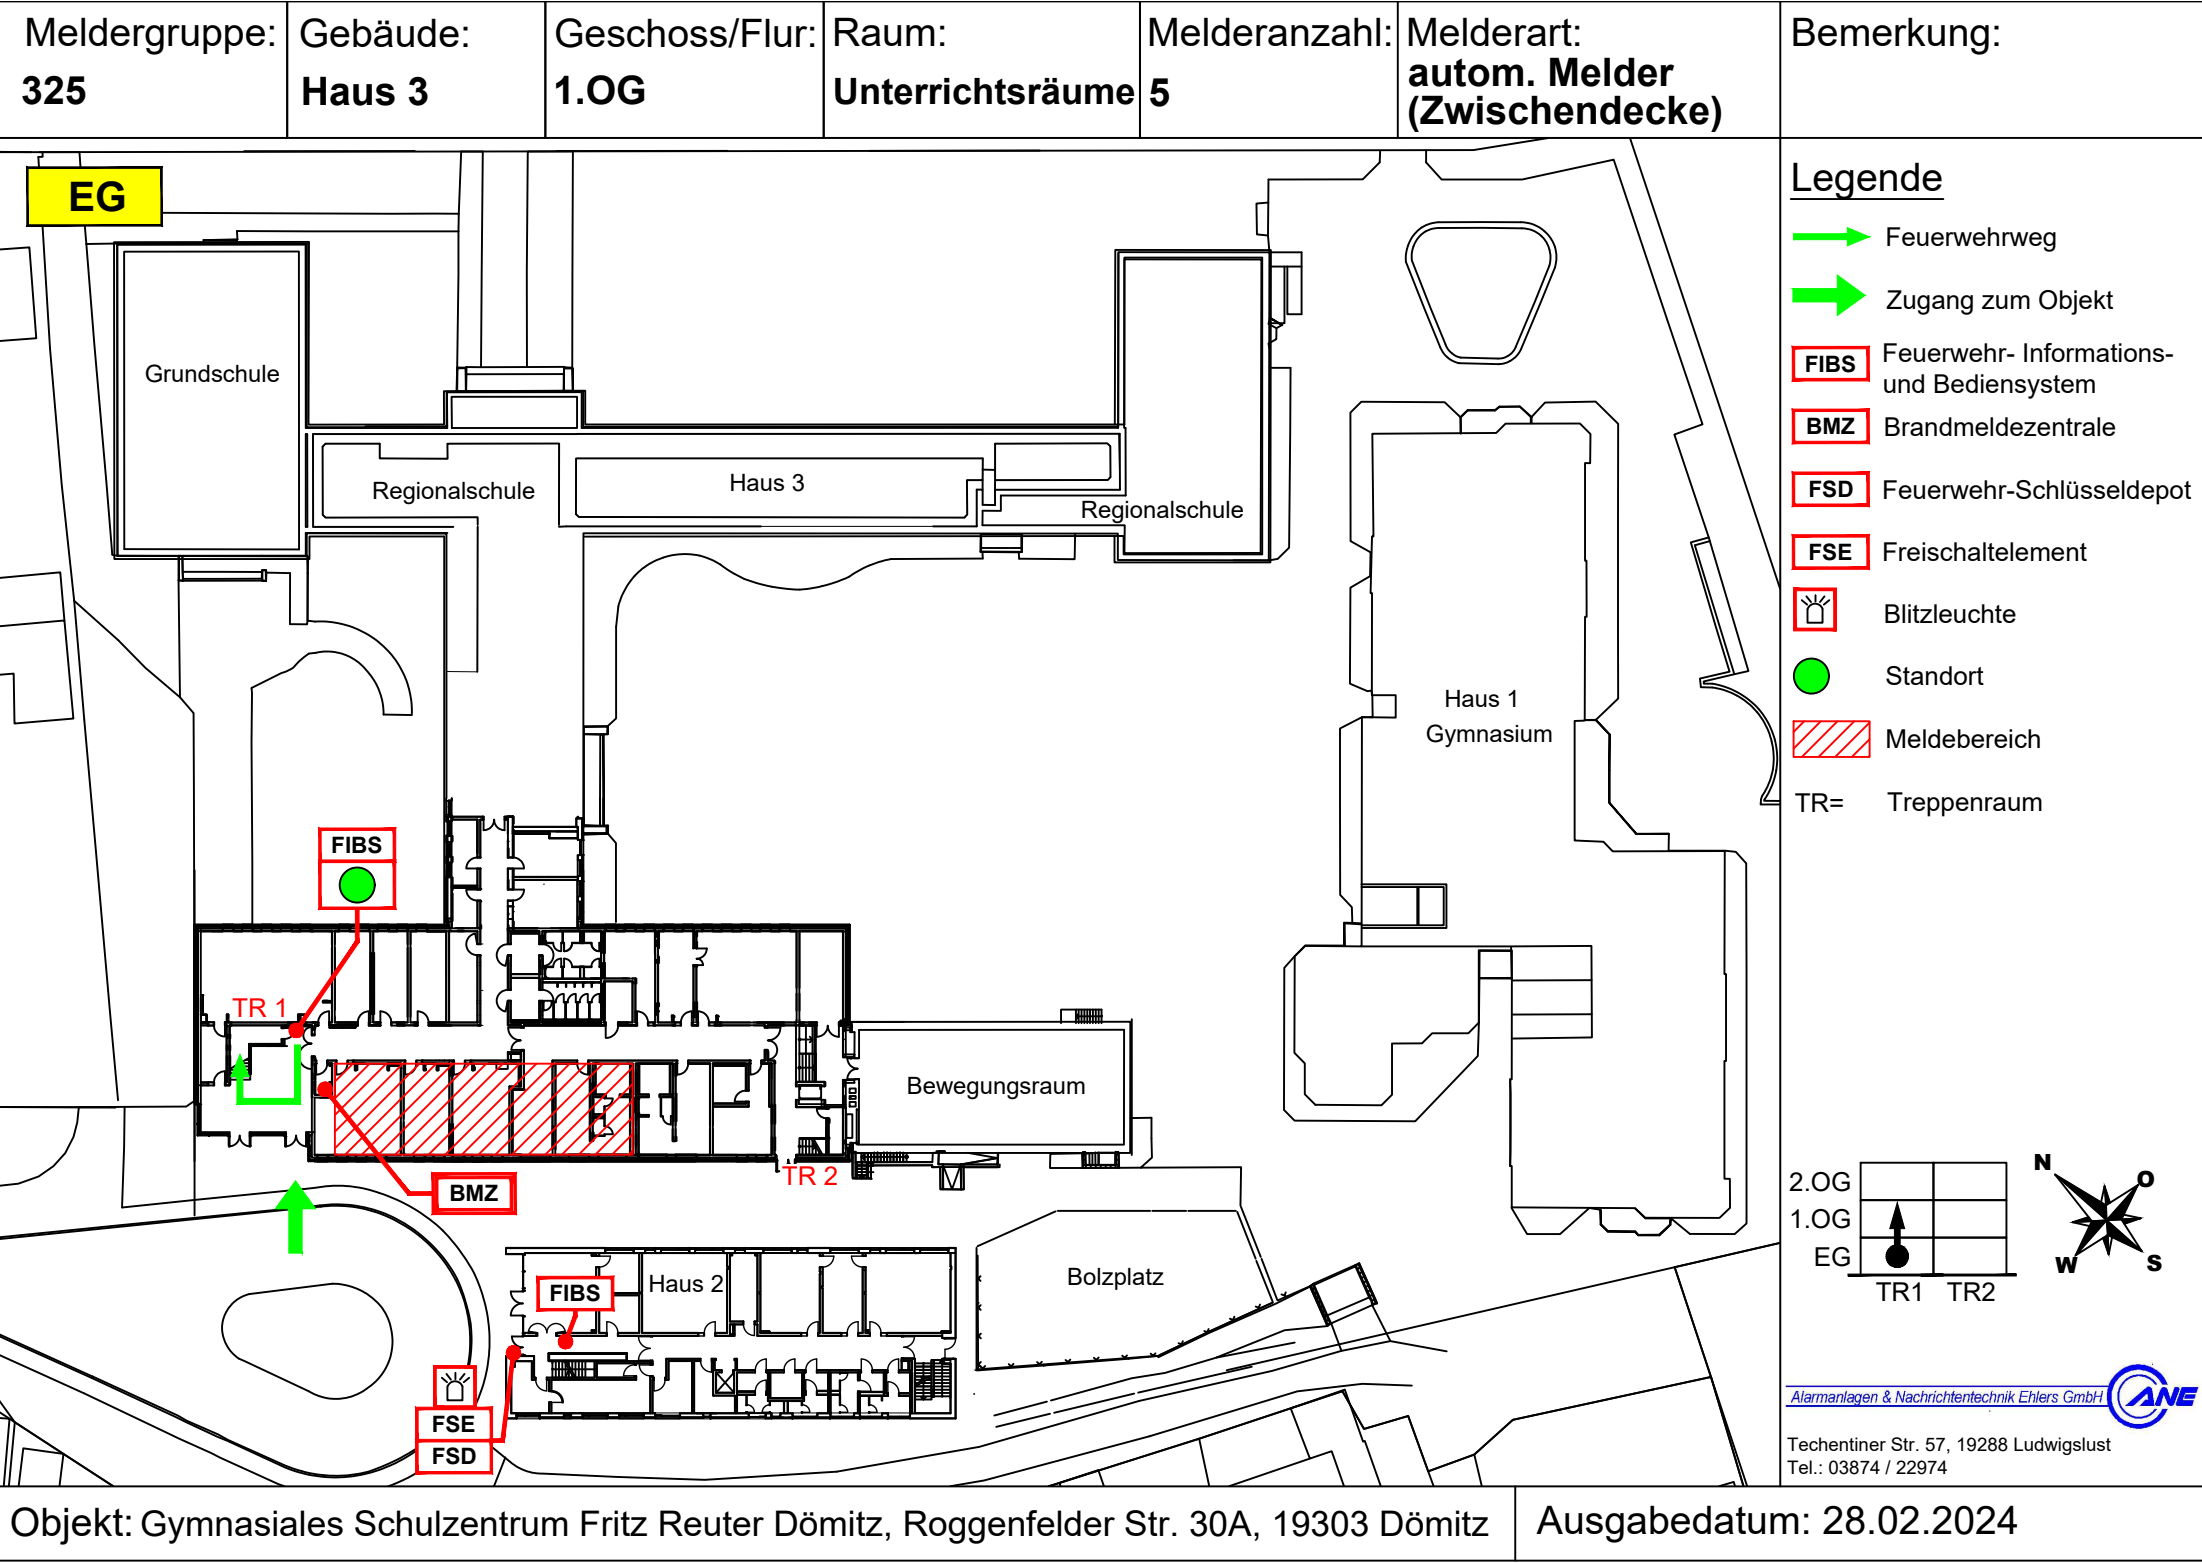 Meldergruppe:
325
Gebäude:
Haus 3
Geschoss/Flur:
1.OG
Raum:
Unterrichtsräume
Melderanzahl:
5
Melderart:
autom. Melder
(Zwischendecke)
Bemerkung:
EG
Grundschule
Regionalschule
Haus 3
Regionalschule
Haus 1
Gymnasium
FIBS
TR 1
Bewegungsraum
TR 2
BMZ
Haus 2
FIBS
Bolzplatz
FSE
FSD
Legende
Feuerwehrweg
Zugang zum Objekt
FIBS Feuerwehr- Informations-
und Bediensystem
BMZ Brandmeldezentrale
FSD Feuerwehr-Schlüsseldepot
FSE Freischaltelement
Blitzleuchte
Standort
Meldebereich
TR= Treppenraum
2.OG
1.OG
EG
TR1 TR2
N
O
W
S
Alarmanlagen & Nachrichtentechnik Ehlers GmbH
ANE
Techentiner Str. 57, 19288 Ludwigslust
Tel.: 03874 / 22974
Objekt: Gymnasiales Schulzentrum Fritz Reuter Dömitz, Roggenfelder Str. 30A, 19303 Dömitz
Ausgabedatum: 28.02.2024